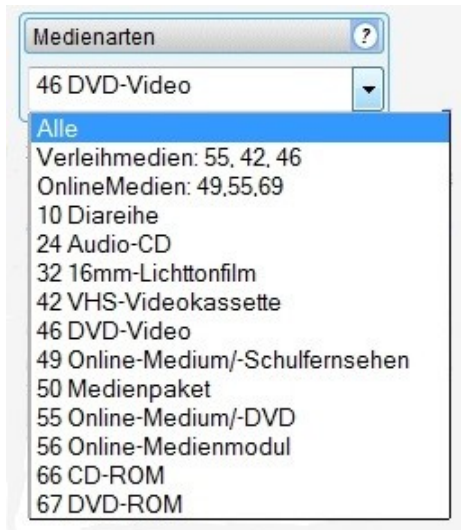 Medienarten ?
46 DVD-Video
Alle
Verleihmedien: 55, 42, 46
OnlineMedien: 49,55,69
10 Diareihe
24 Audio-CD
32 16mm-Lichttonfilm
42 VHS-Videokassette
46 DVD-Video
49 Online-Medium/-Schulfernsehen
50 Medienpaket
55 Online-Medium/-DVD
56 Online-Medienmodul
66 CD-ROM
67 DVD-ROM